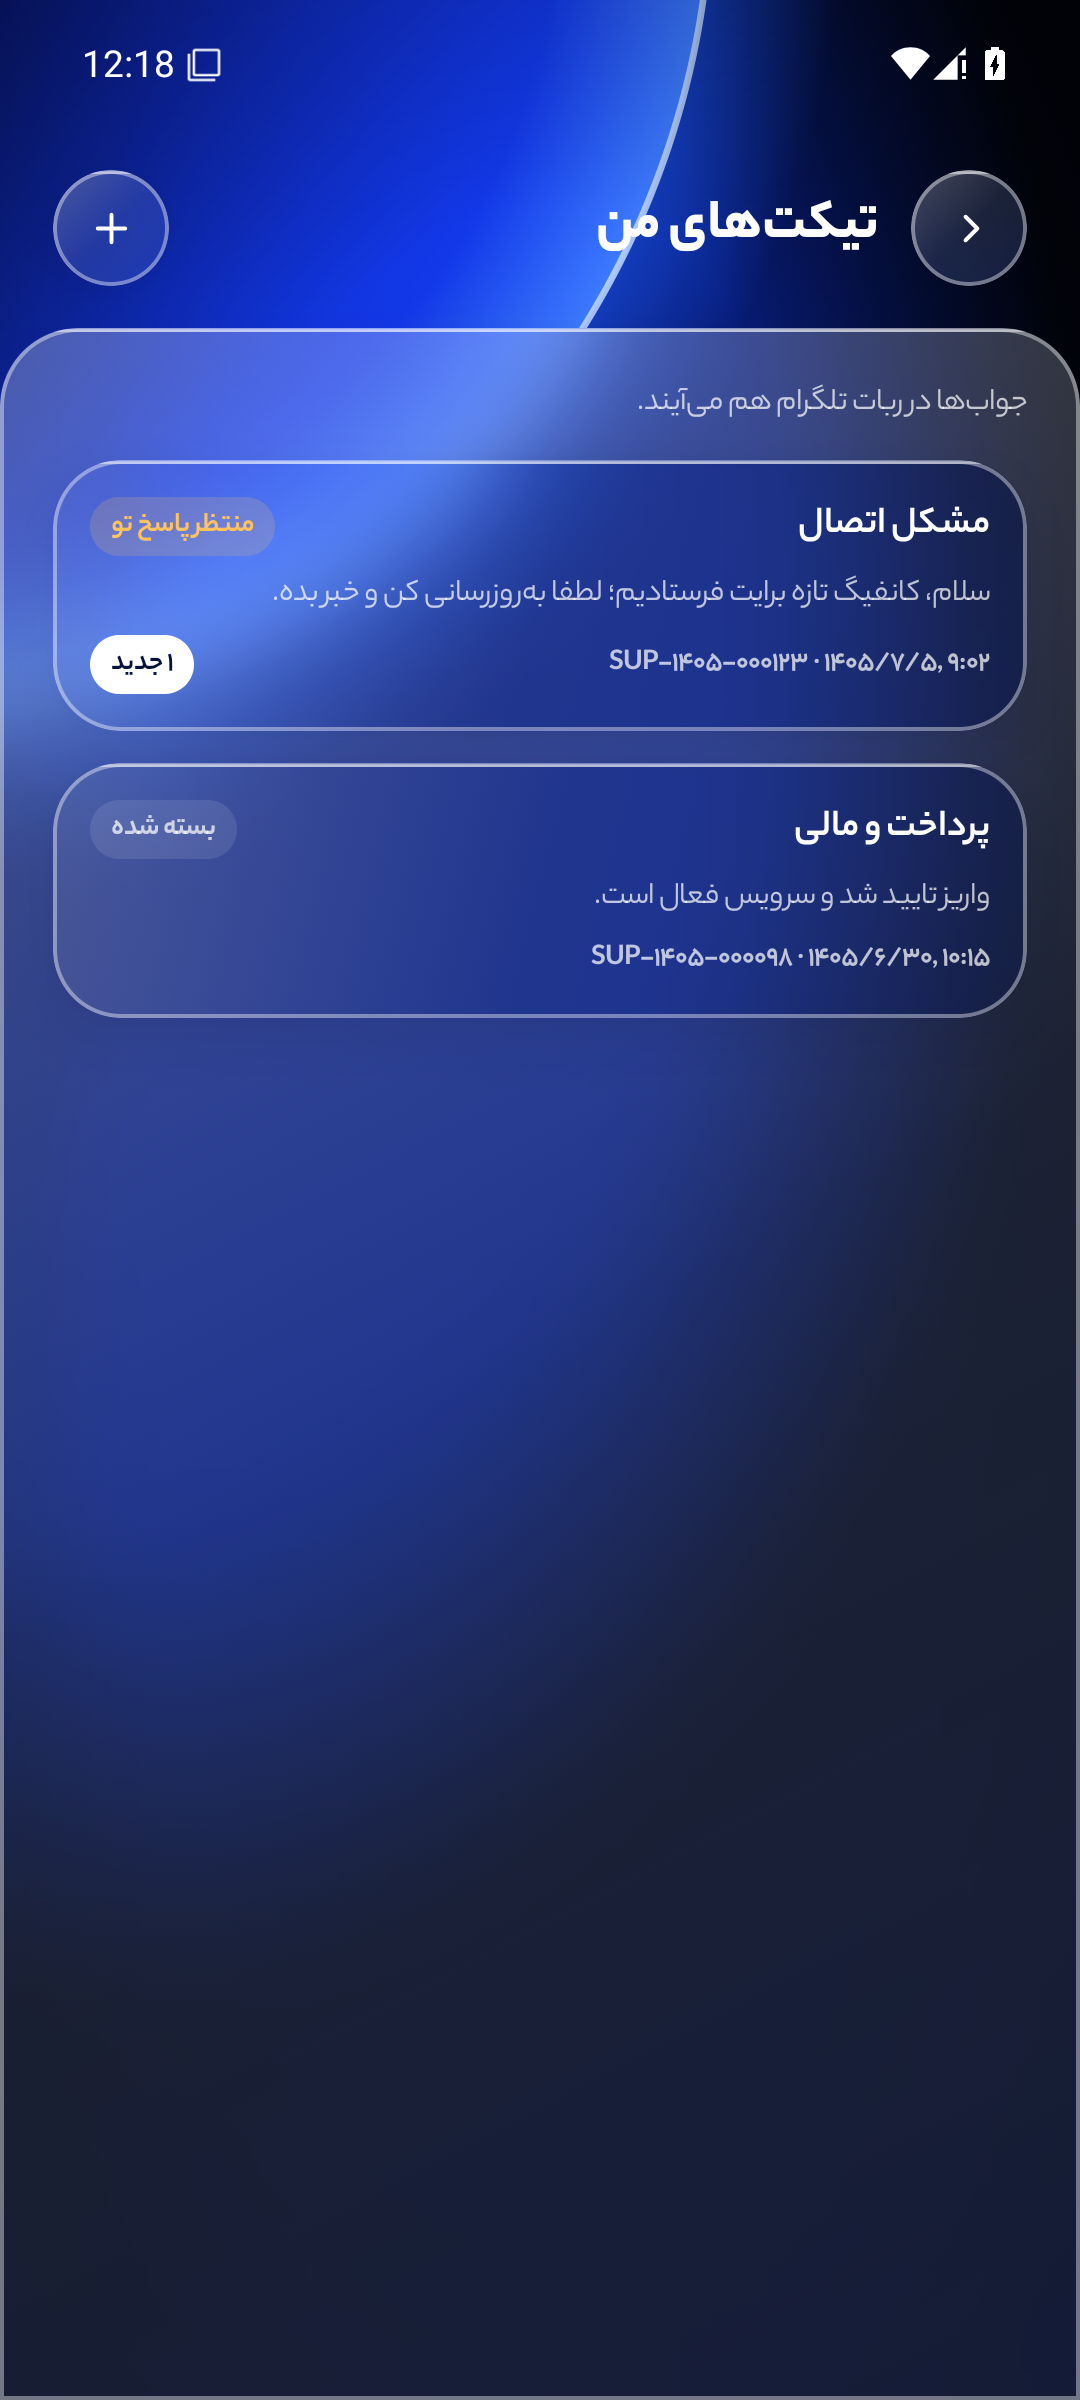 12:18
تیکت‌های من
جواب‌ها در ربات تلگرام هم می‌آیند.
مشکل اتصال
منتظر پاسخ تو
سلام، کانفیگ تازه برایت فرستادیم؛ لطفا به‌روزرسانی کن و خبر بده.
SUP-۱۴۰۵-۰۰۰۱۲۳ · ۱۴۰۵/۷/۵, ۹:۰۲
۱ جدید
پرداخت و مالی
بسته شده
واریز تایید شد و سرویس فعال است.
SUP-۱۴۰۵-۰۰۰۰۹۸ · ۱۴۰۵/۶/۳۰, ۱۰:۱۵